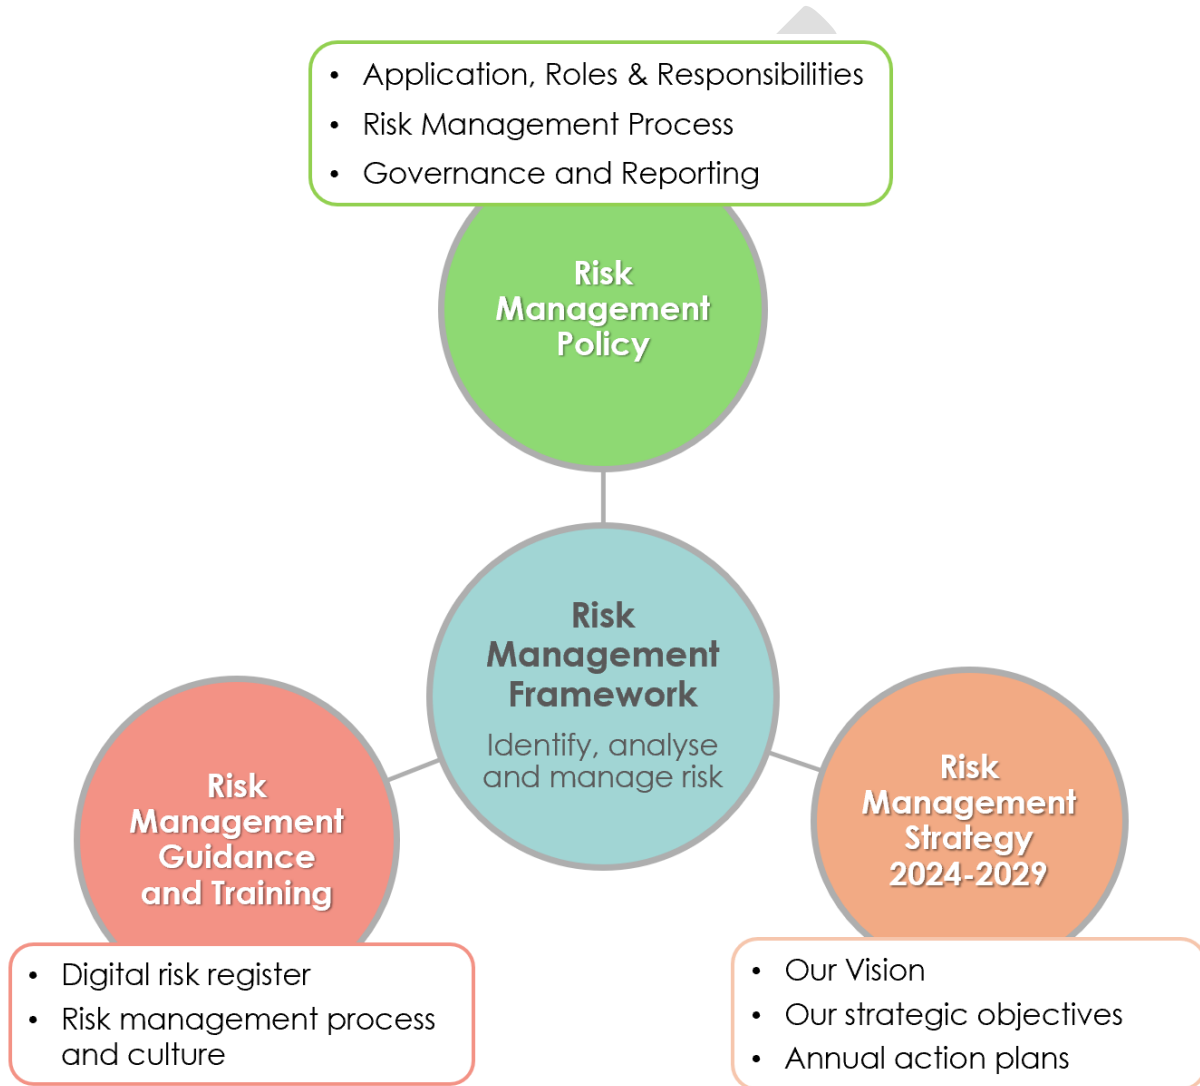 • Application, Roles & Responsibilities
• Risk Management Process
• Governance and Reporting
Risk
Management
Policy
Risk
Management
Framework
Identify, analyse
and manage risk
Risk
Management
Guidance
and Training
• Digital risk register
• Risk management process
and culture
Risk
Management
Strategy
2024-2029
• Our Vision
• Our strategic objectives
• Annual action plans